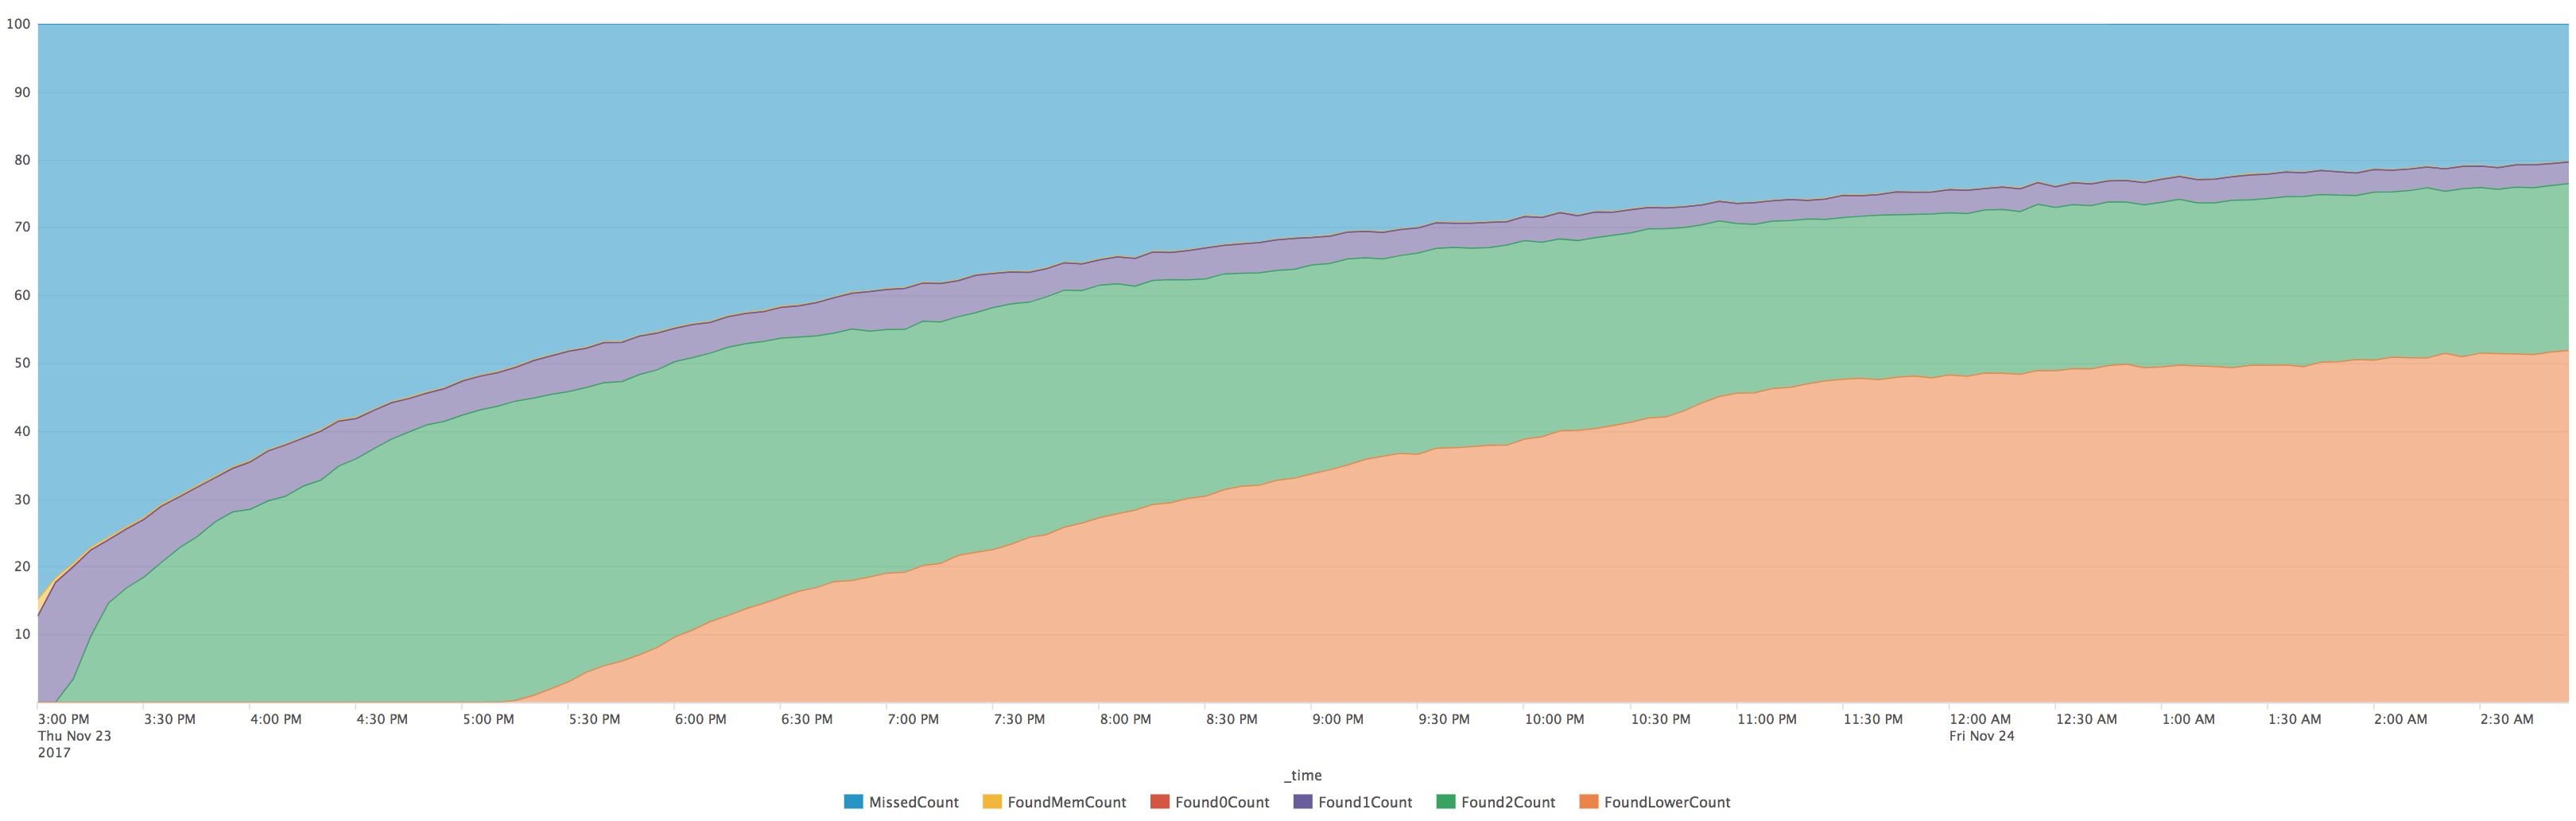 100
90
80
70
60
50
40
30
20
10
3:00 PM 3:30 PM 4:00 PM 4:30 PM 5:00 PM 5:30 PM 6:00 PM 6:30 PM 7:00 PM 7:30 PM 8:00 PM 8:30 PM 9:00 PM 9:30 PM 10:00 PM 10:30 PM 11:00 PM 11:30 PM 12:00 AM 12:30 AM 1:00 AM 1:30 AM 2:00 AM 2:30 AM
Thu Nov 23 Fri Nov 24
2017
_time
MissedCount FoundMemCount Found0Count Found1Count Found2Count FoundLowerCount